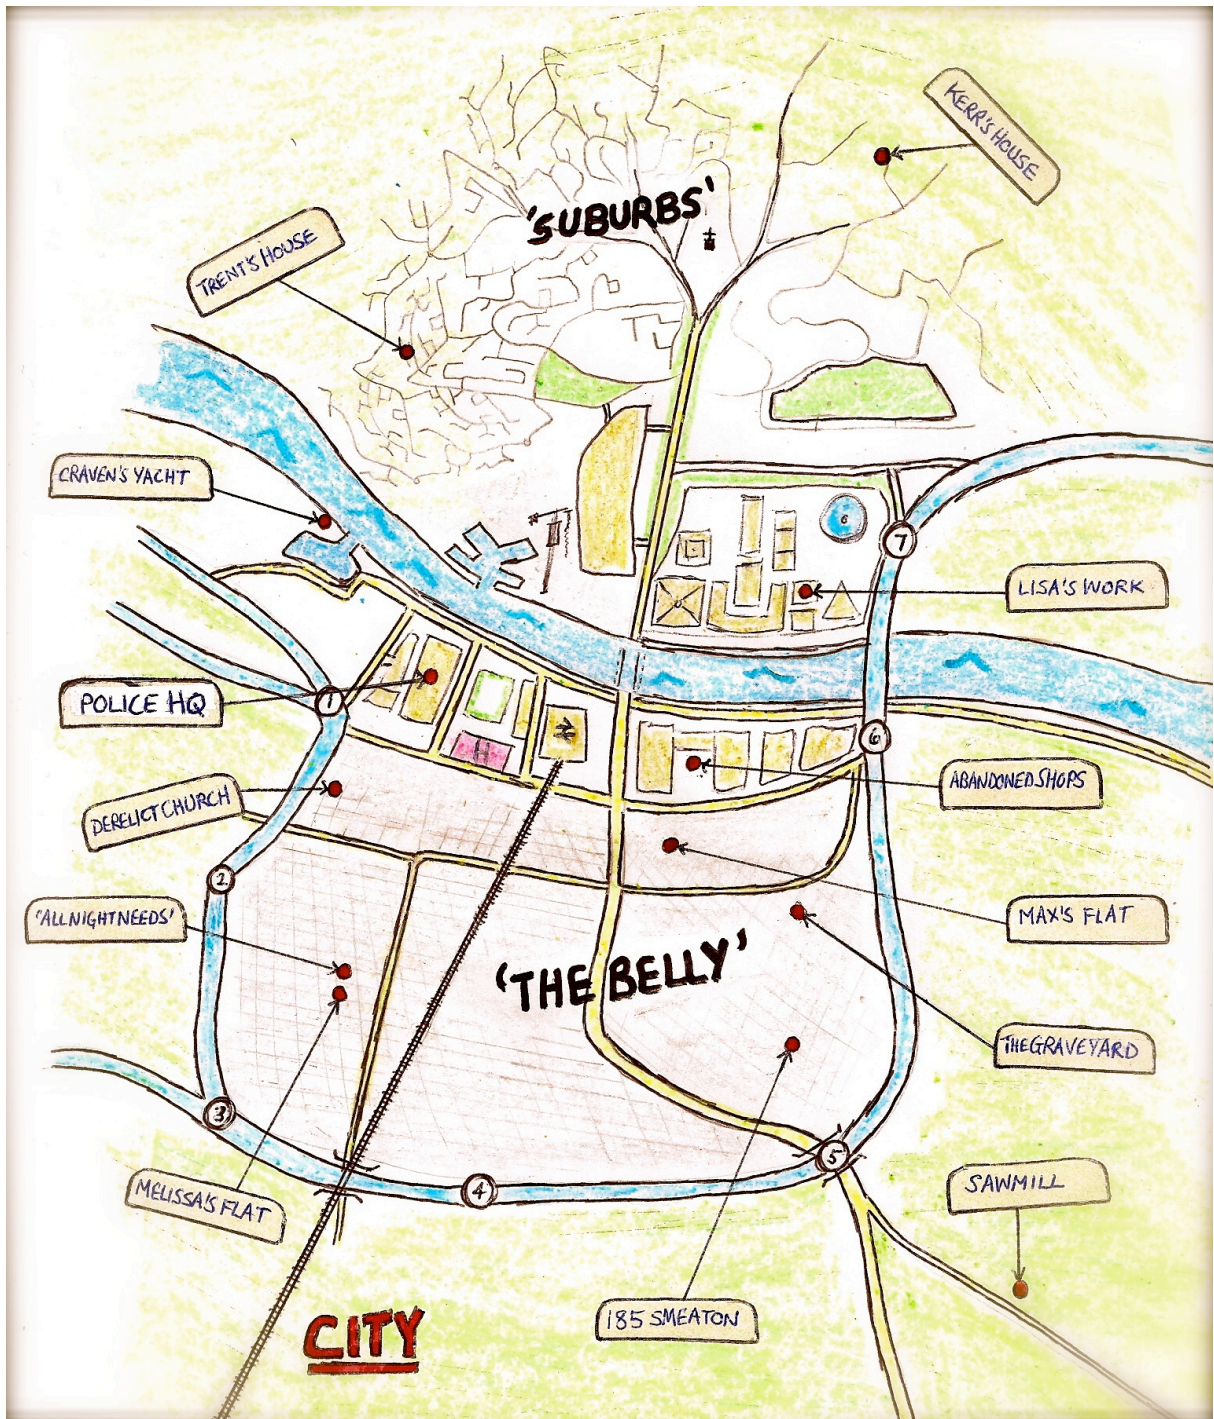 KERR'S HOUSE
'SUBURBS'
TRENT'S HOUSE
CRAVEN'S YACHT
7
LISA'S WORK
POLICE HQ
1
H
6
ABANDONED SHOPS
DERELICT CHURCH
2
'ALLNIGHTNEEDS'
MAX'S FLAT
'THE BELLY'
THE GRAVEYARD
3
5
4
MELISSA'S FLAT
SAWMILL
185 SMEATON
CITY